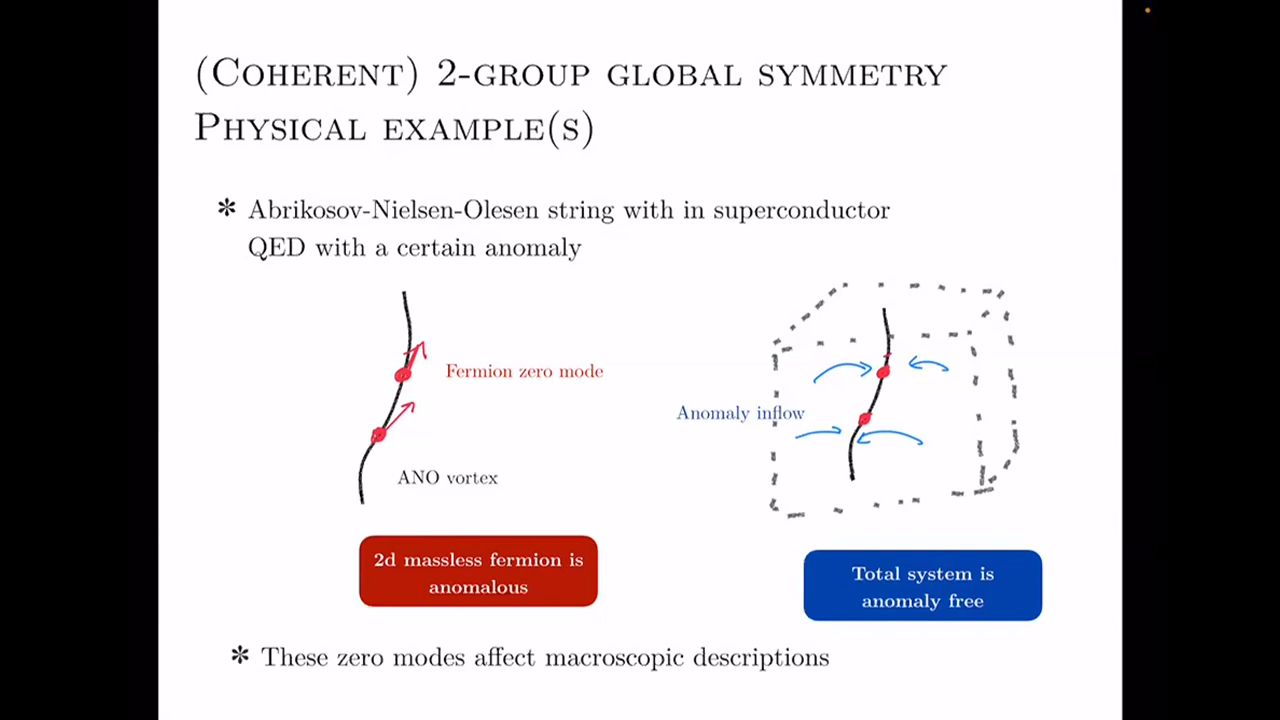 (Coherent) 2-group global symmetry
Physical example(s)
* Abrikosov-Nielsen-Olesen string with in superconductor
QED with a certain anomaly
Fermion zero mode
ANO vortex
2d massless fermion is
anomalous
Anomaly inflow
Total system is
anomaly free
* These zero modes affect macroscopic descriptions